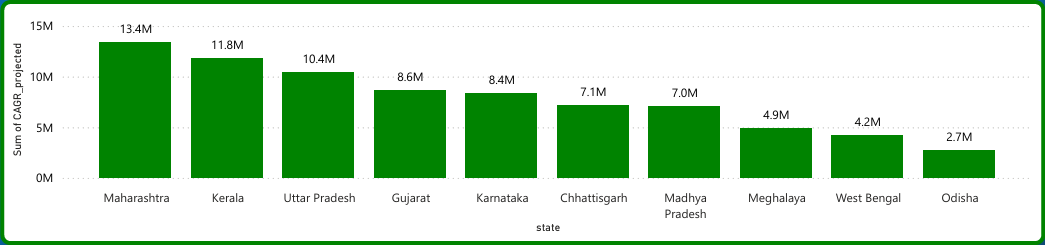 Sum of CAGR_projected
15M
10M
5M
0M
13.4M
11.8M
10.4M
8.6M
8.4M
7.1M
7.0M
4.9M
4.2M
2.7M
Maharashtra
Kerala
Uttar Pradesh
Gujarat
Karnataka
Chhattisgarh
Madhya
Pradesh
Meghalaya
West Bengal
Odisha
state